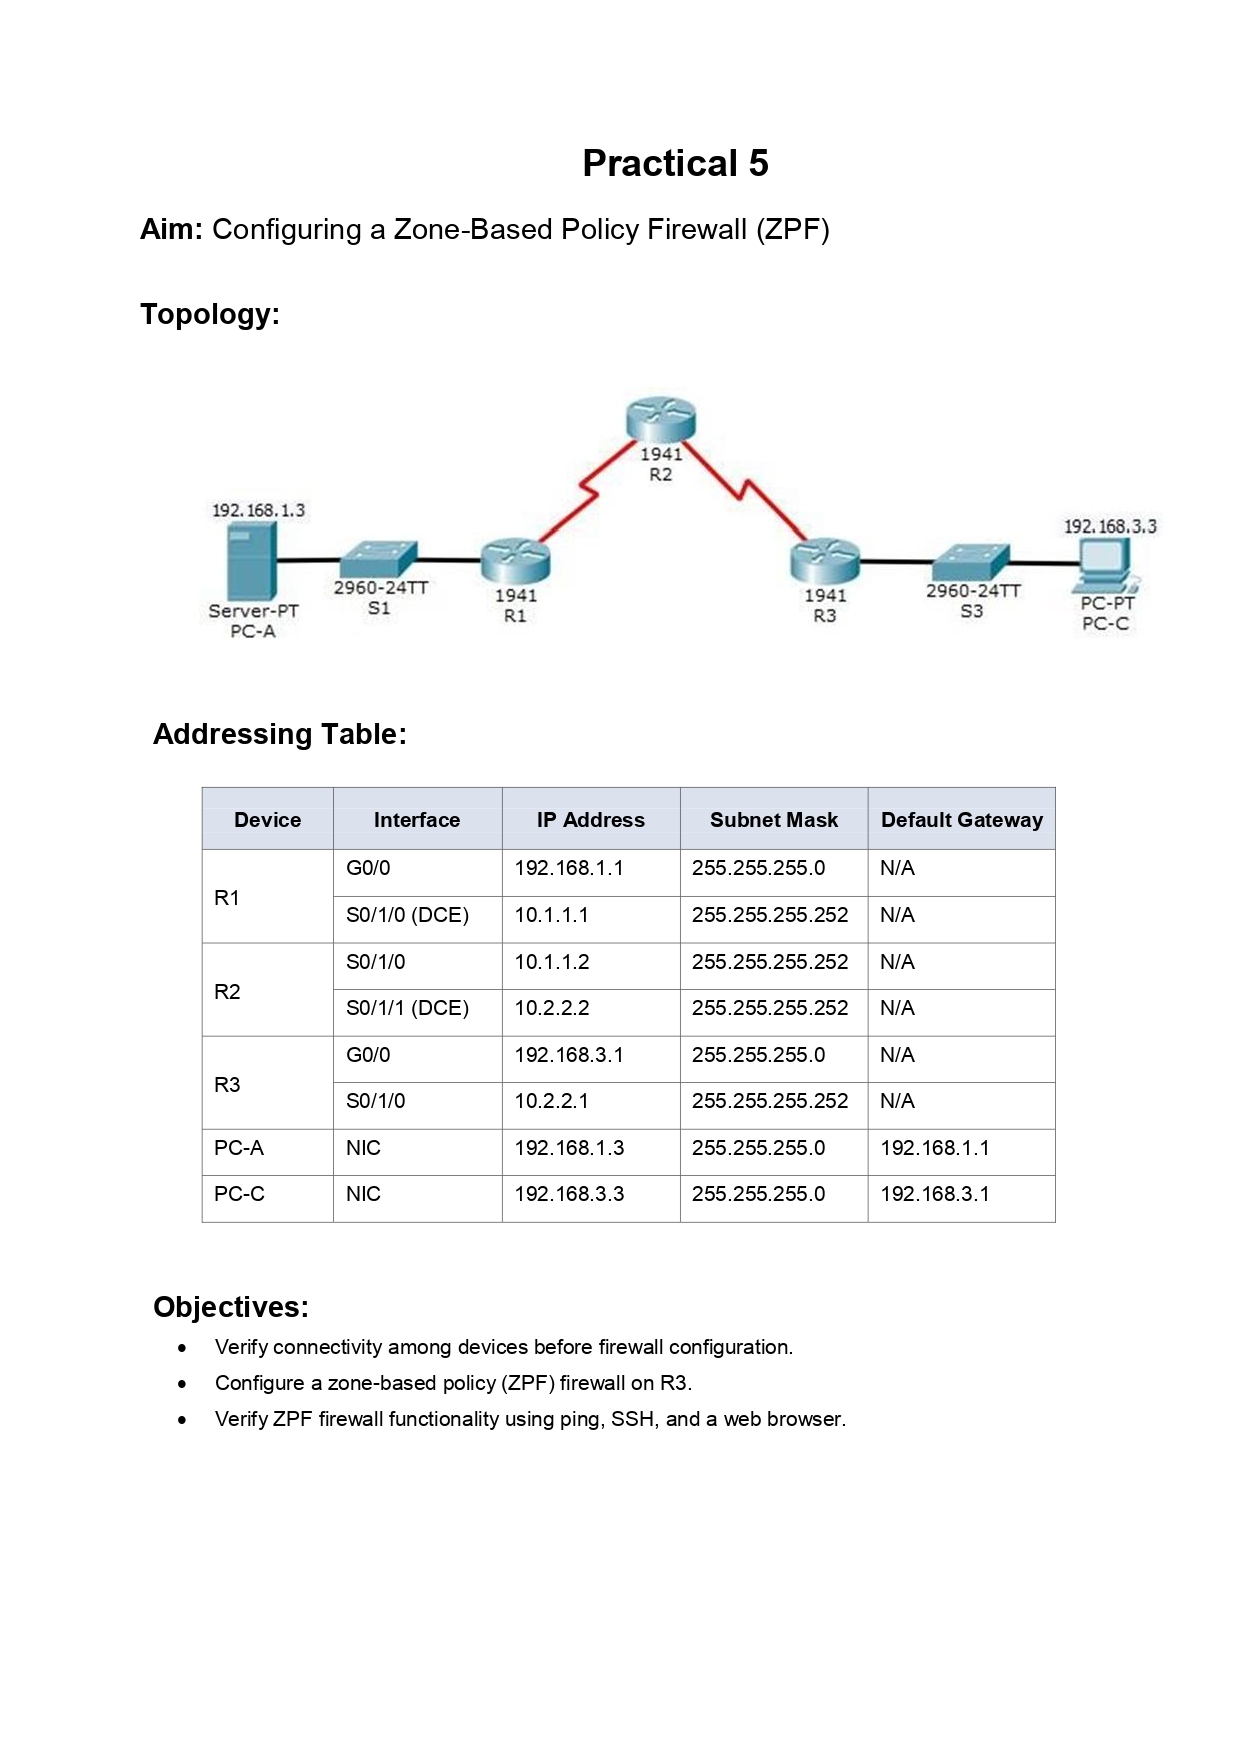 Practical 5
Aim: Configuring a Zone-Based Policy Firewall (ZPF)
Topology:
1941
R2
192.168.1.3
192.168.3.3
2960-24TT
S1
1941
R1
1941
R3
2960-24TT
S3
Server-PT
PC-A
PC-PT
PC-C
Addressing Table:
Device Interface IP Address Subnet Mask Default Gateway
R1 G0/0 192.168.1.1 255.255.255.0 N/A
S0/1/0 (DCE) 10.1.1.1 255.255.255.252 N/A
R2 S0/1/0 10.1.1.2 255.255.255.252 N/A
S0/1/1 (DCE) 10.2.2.2 255.255.255.252 N/A
R3 G0/0 192.168.3.1 255.255.255.0 N/A
S0/1/0 10.2.2.1 255.255.255.252 N/A
PC-A NIC 192.168.1.3 255.255.255.0 192.168.1.1
PC-C NIC 192.168.3.3 255.255.255.0 192.168.3.1
Objectives:
• Verify connectivity among devices before firewall configuration.
• Configure a zone-based policy (ZPF) firewall on R3.
• Verify ZPF firewall functionality using ping, SSH, and a web browser.